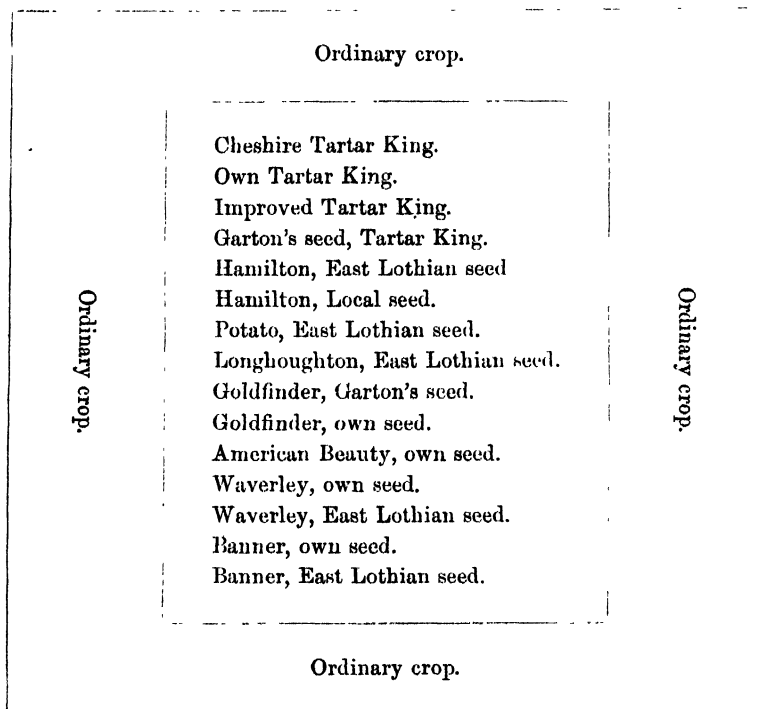 Ordinary crop.
Cheshire Tartar King.
Own Tartar King.
Improved Tartar King.
Garton's seed, Tartar King.
Hamilton, East Lothian seed
Hamilton, Local seed.
Potato, East Lothian seed.
Longhoughton, East Lothian seed.
Goldfinder, Garton's seed.
Goldfinder, own seed.
American Beauty, own seed.
Waverley, own seed.
Waverley, East Lothian seed.
Banner, own seed.
Banner, East Lothian seed.
Ordinary crop.
Ordinary crop.
Ordinary crop.